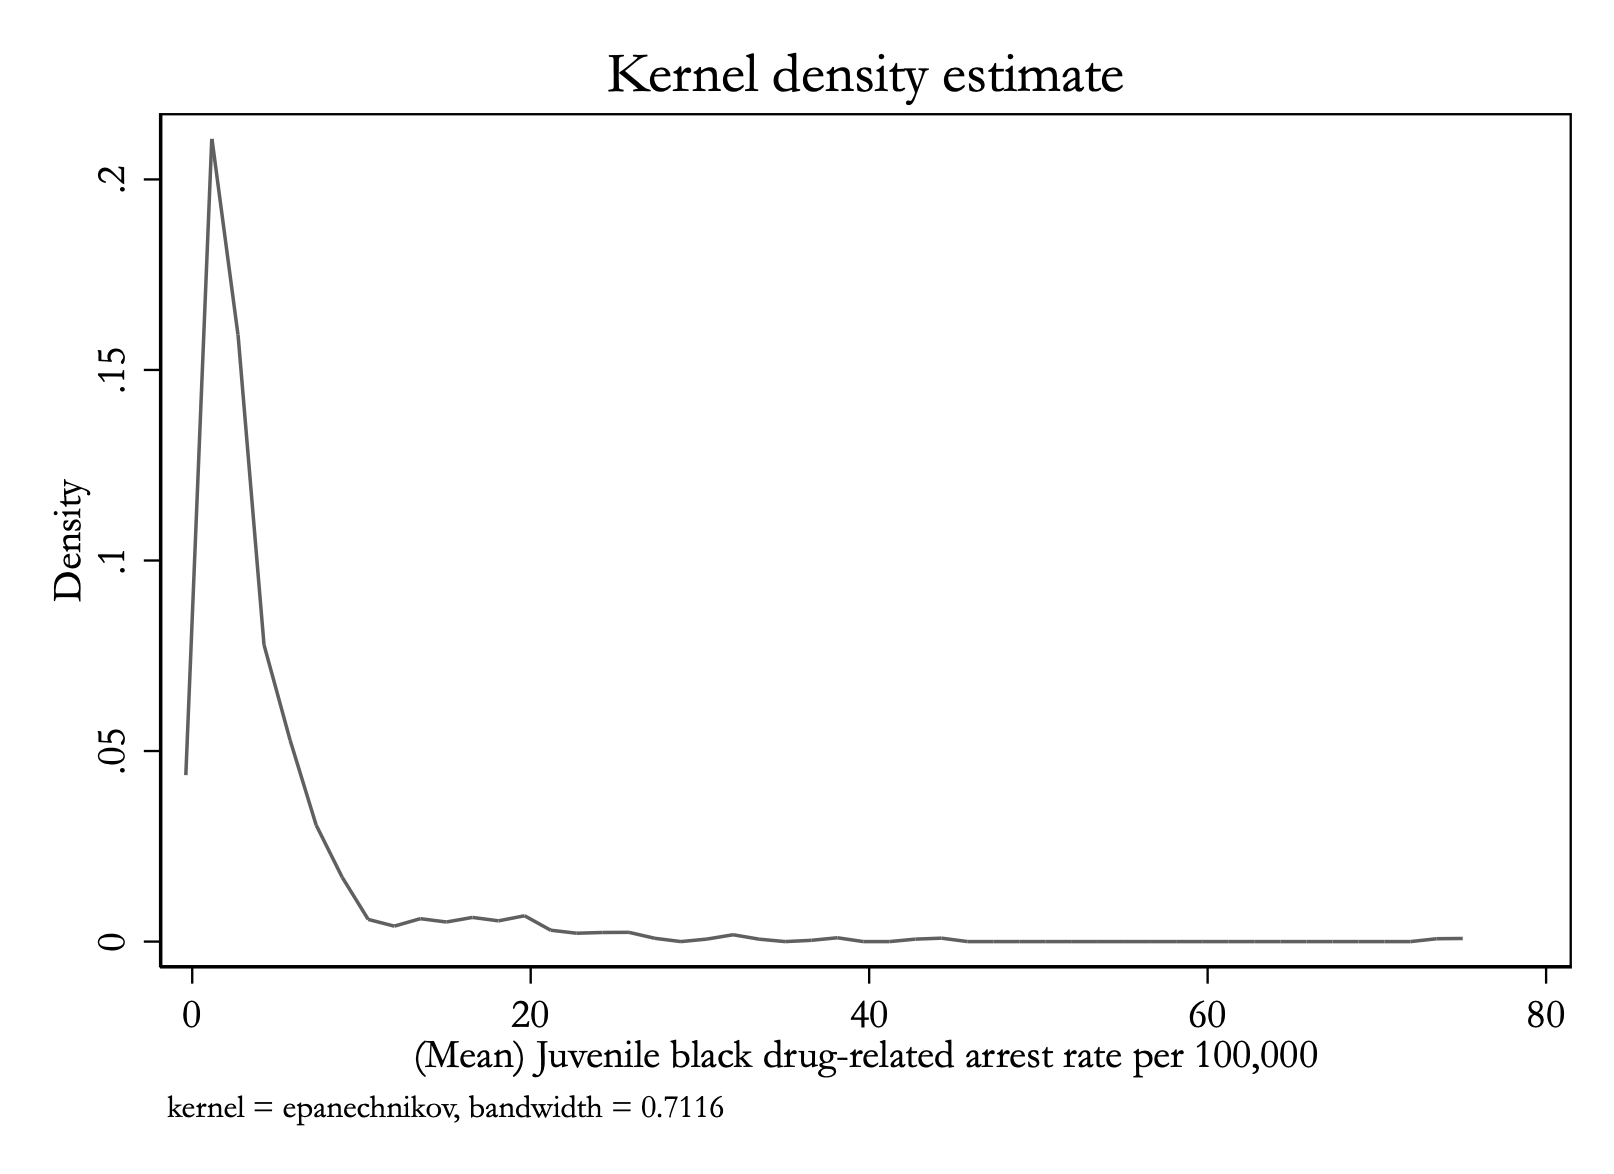 Kernel density estimate
Density
.2
.15
.1
.05
0
0 20 40 60 80
(Mean) Juvenile black drug-related arrest rate per 100,000
kernel = epanechnikov, bandwidth = 0.7116